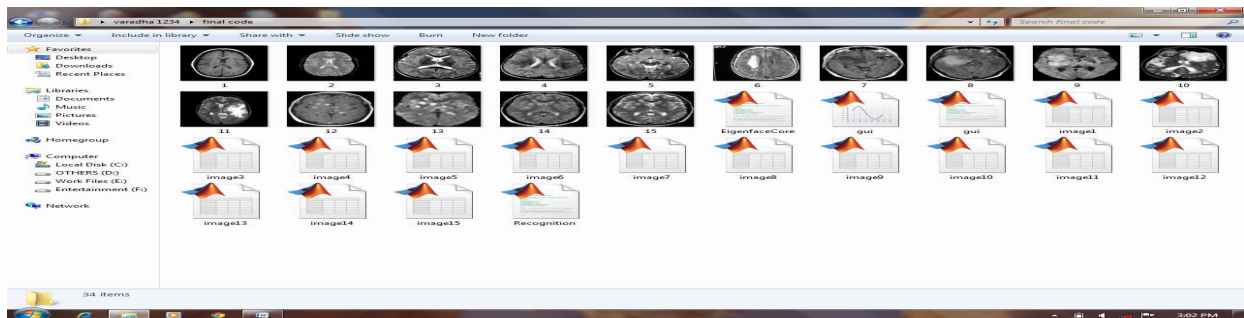 varadha 1234 ▸ final code
Search final code
Organize Include in library Share with Slide show Burn New folder
Favorites
Desktop
Downloads
Recent Places
Libraries
Documents
Music
Pictures
Videos
Homegroup
Computer
Local Disk (C:)
OTHERS (D:)
Work Files (E:)
Entertainment (F:)
Network
1 2 3 4 5 6 7 8 9 10
11 12 13 14 15 EigenfaceCore gui gui image1 image2
image3 image4 image5 image6 image7 image8 image9 image10 image11 image12
image13 image14 image15 Recognition
34 items
3:02 PM